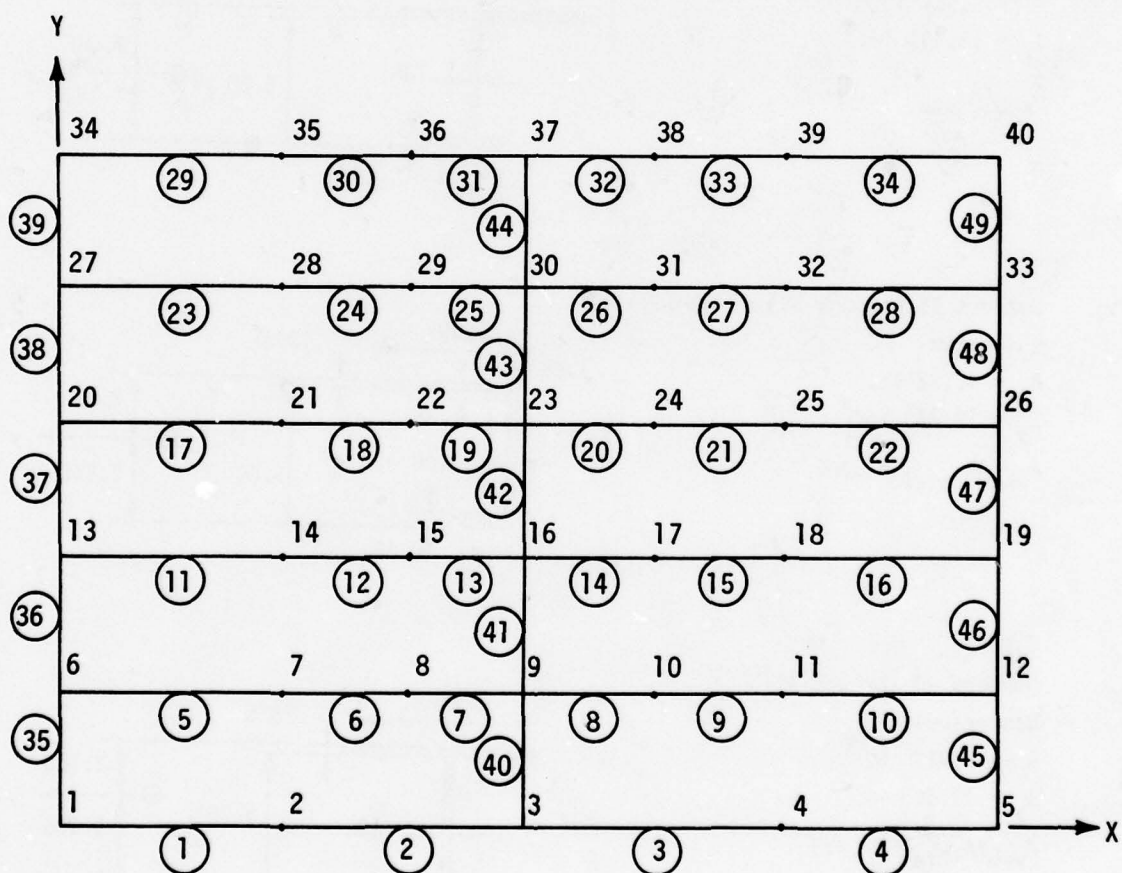 Y
34 35 36 37 38 39 40
29 30 31 32 33 34
39 44 49
27 28 29 30 31 32 33
23 24 25 26 27 28
38 43 48
20 21 22 23 24 25 26
17 18 19 20 21 22
37 42 47
13 14 15 16 17 18 19
11 12 13 14 15 16
36 41 46
6 7 8 9 10 11 12
5 6 7 8 9 10
35 40 45
1 2 3 4 5
X
1 2 3 4